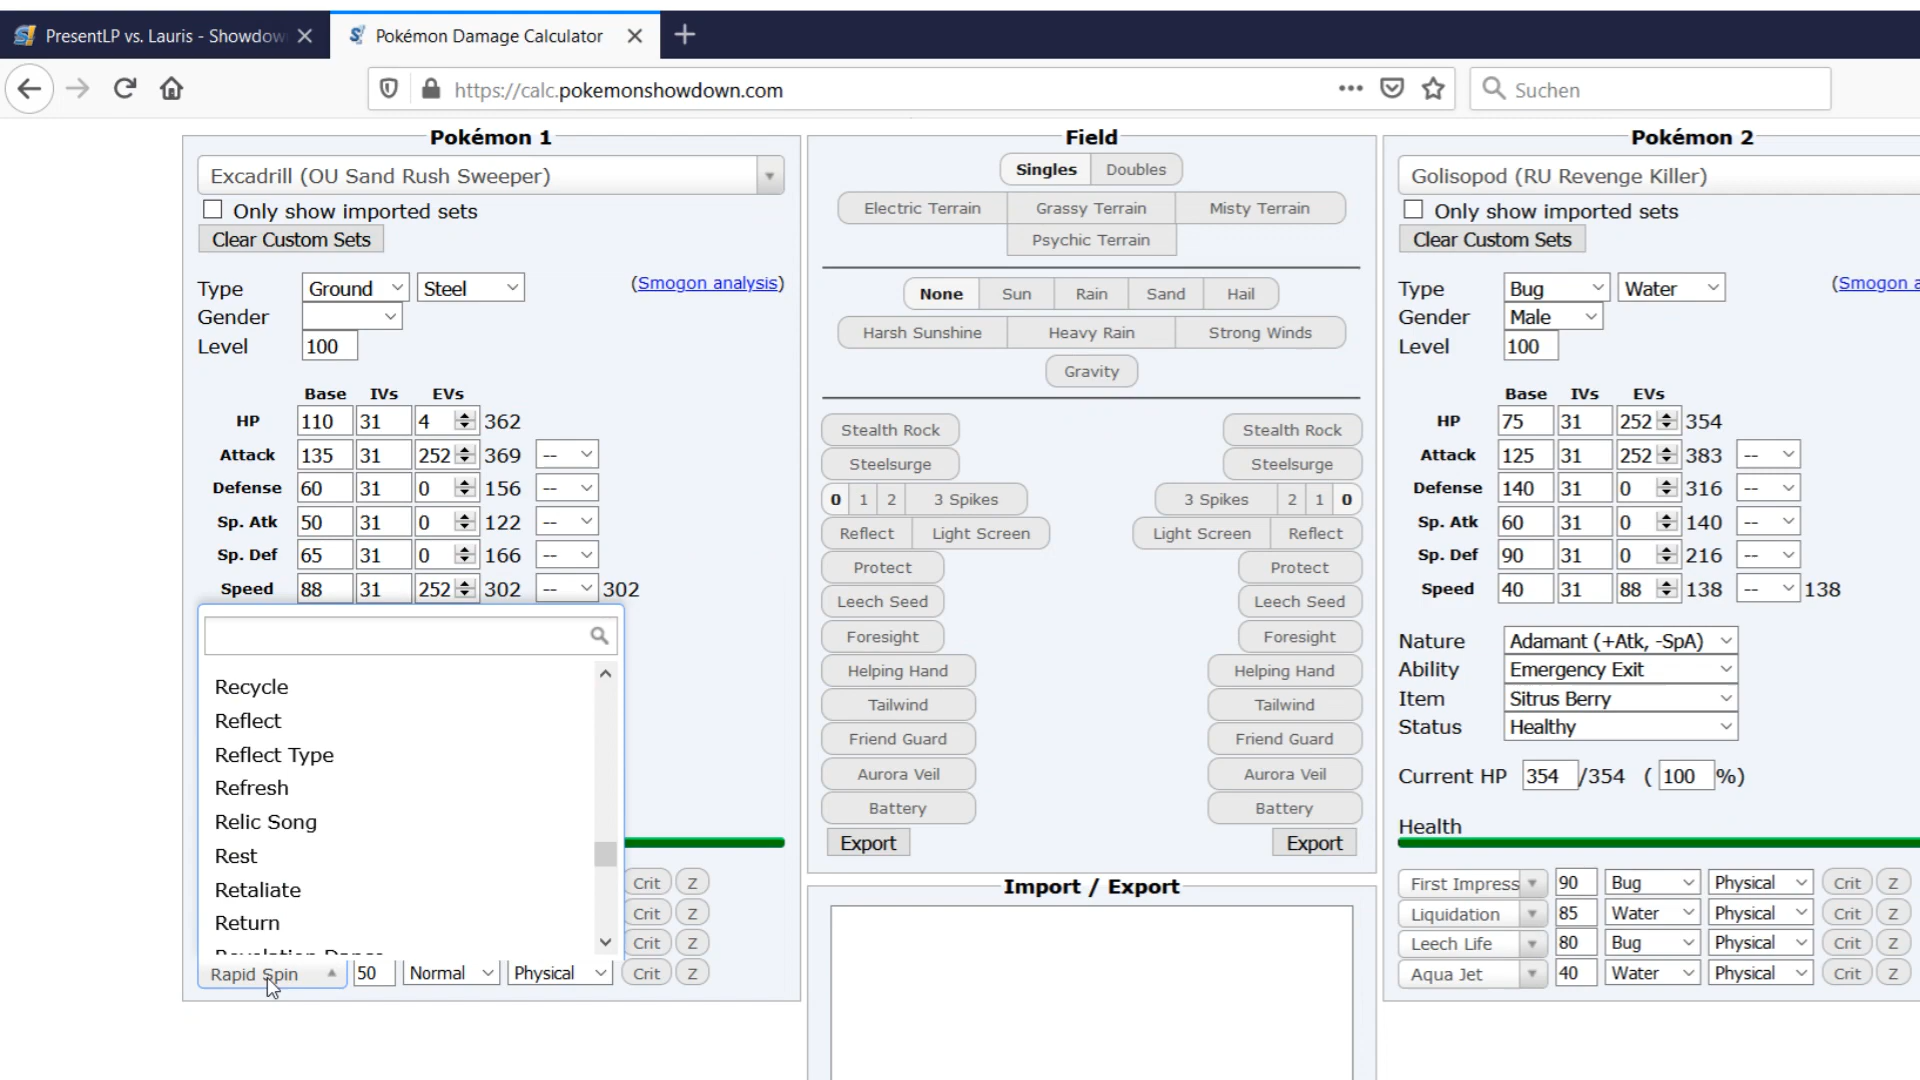 PresentLP vs. Lauris - Showdow
Pokémon Damage Calculator
https://calc.pokemonshowdown.com
Suchen
Pokémon 1
Excadrill (OU Sand Rush Sweeper)
Only show imported sets
Clear Custom Sets
Type Ground Steel (Smogon analysis)
Gender
Level 100
Base IVs EVs
HP 110 31 4 362
Attack 135 31 252 369 --
Defense 60 31 0 156 --
Sp. Atk 50 31 0 122 --
Sp. Def 65 31 0 166 --
Speed 88 31 252 302 -- 302
Recycle
Reflect
Reflect Type
Refresh
Relic Song
Rest
Retaliate
Return
Revelation Dance
Crit Z
Crit Z
Crit Z
Rapid Spin 50 Normal Physical Crit Z
Field
Singles Doubles
Electric Terrain Grassy Terrain Misty Terrain
Psychic Terrain
None Sun Rain Sand Hail
Harsh Sunshine Heavy Rain Strong Winds
Gravity
Stealth Rock Stealth Rock
Steelsurge Steelsurge
0 1 2 3 Spikes 3 Spikes 2 1 0
Reflect Light Screen Light Screen Reflect
Protect Protect
Leech Seed Leech Seed
Foresight Foresight
Helping Hand Helping Hand
Tailwind Tailwind
Friend Guard Friend Guard
Aurora Veil Aurora Veil
Battery Battery
Export Export
Import / Export
Pokémon 2
Golisopod (RU Revenge Killer)
Only show imported sets
Clear Custom Sets
Type Bug Water (Smogon a
Gender Male
Level 100
Base IVs EVs
HP 75 31 252 354
Attack 125 31 252 383 --
Defense 140 31 0 316 --
Sp. Atk 60 31 0 140 --
Sp. Def 90 31 0 216 --
Speed 40 31 88 138 -- 138
Nature Adamant (+Atk, -SpA)
Ability Emergency Exit
Item Sitrus Berry
Status Healthy
Current HP 354 /354 ( 100 %)
Health
First Impress 90 Bug Physical Crit Z
Liquidation 85 Water Physical Crit Z
Leech Life 80 Bug Physical Crit Z
Aqua Jet 40 Water Physical Crit Z